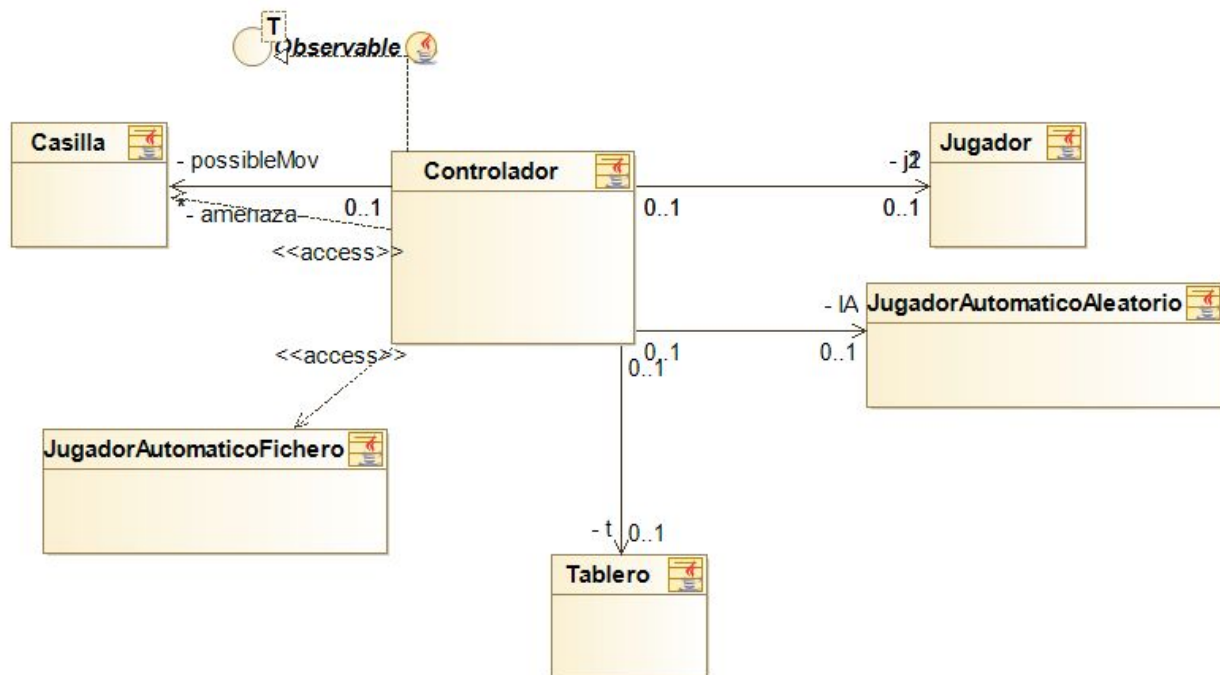 T
Observable
Casilla
Jugador
- possibleMov
Controlador
*
0..1
0..1
0..1
- amenaza
<<access>>
- IA
JugadorAutomaticoAleatorio
<<access>>
0..1
0..1
0..1
JugadorAutomaticoFichero
- t
0..1
Tablero